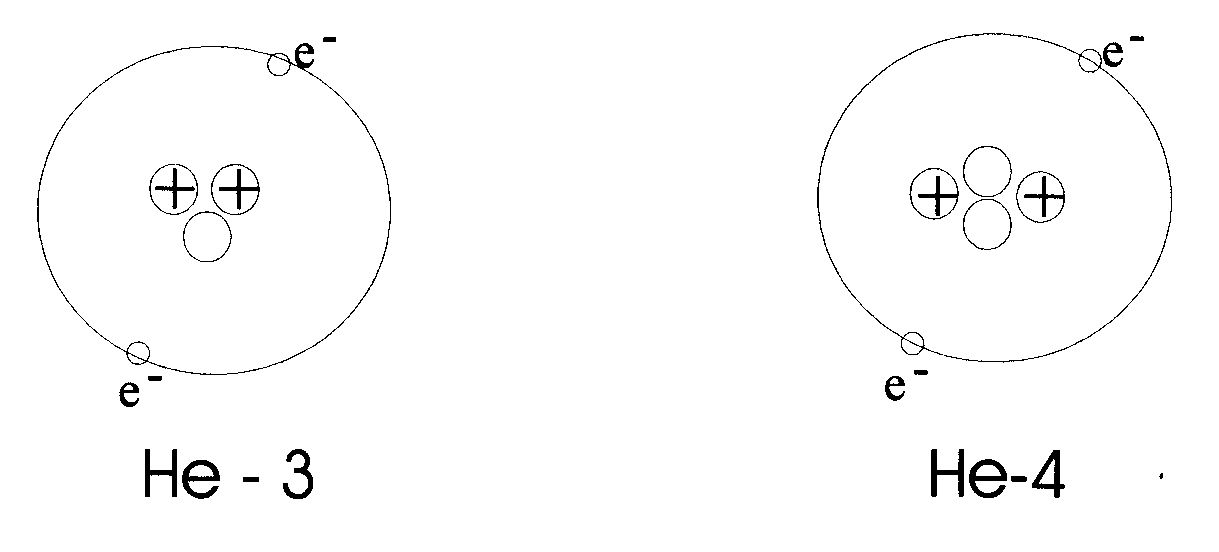 e⁻
e⁻
+ +
+ +
e⁻
e⁻
He - 3
He-4